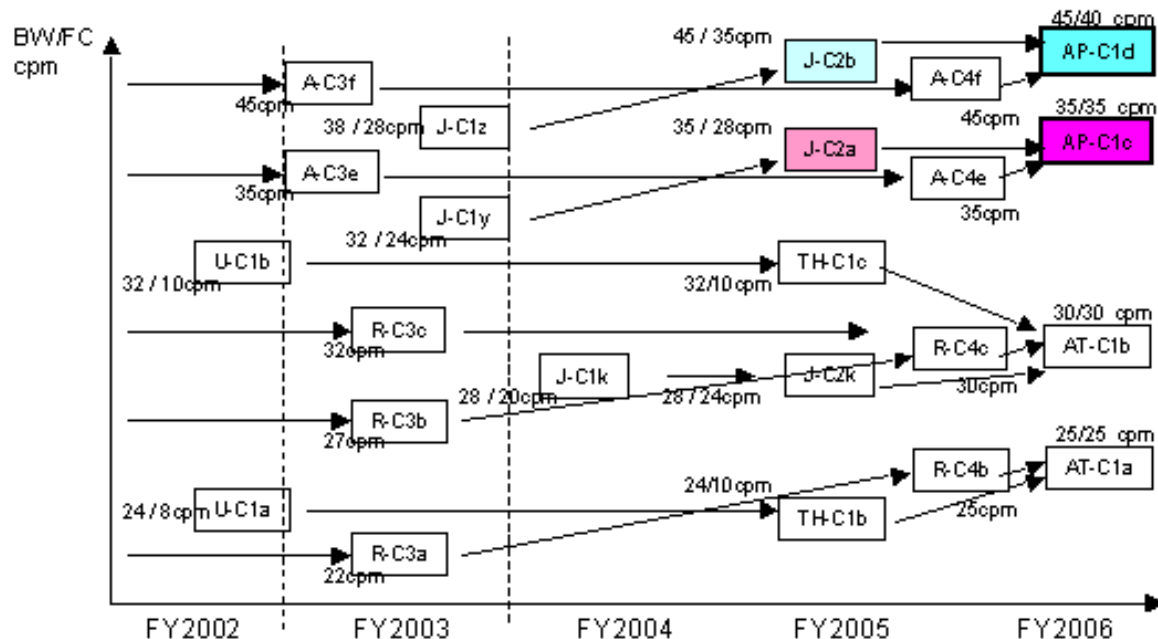 BW/FC
cpm
45/40 cpm
45 / 35cpm
J-C2b
AP-C1d
A-C3f
A-C4f
45cpm
45cpm
38 / 28cpm
J-C1z
35 / 28cpm
35/35 cpm
J-C2a
AP-C1c
A-C3e
A-C4e
35cpm
35cpm
J-C1y
32 / 24cpm
U-C1b
TH-C1c
32 / 10cpm
32/10cpm
30/30 cpm
R-C3c
32cpm
R-C4c
AT-C1b
J-C1k
J-C2k
28 / 20cpm
28 / 24cpm
30cpm
R-C3b
27cpm
25/25 cpm
R-C4b
AT-C1a
24/10cpm
U-C1a
24 / 8cpm
TH-C1b
25cpm
R-C3a
22cpm
FY2002
FY2003
FY2004
FY2005
FY2006